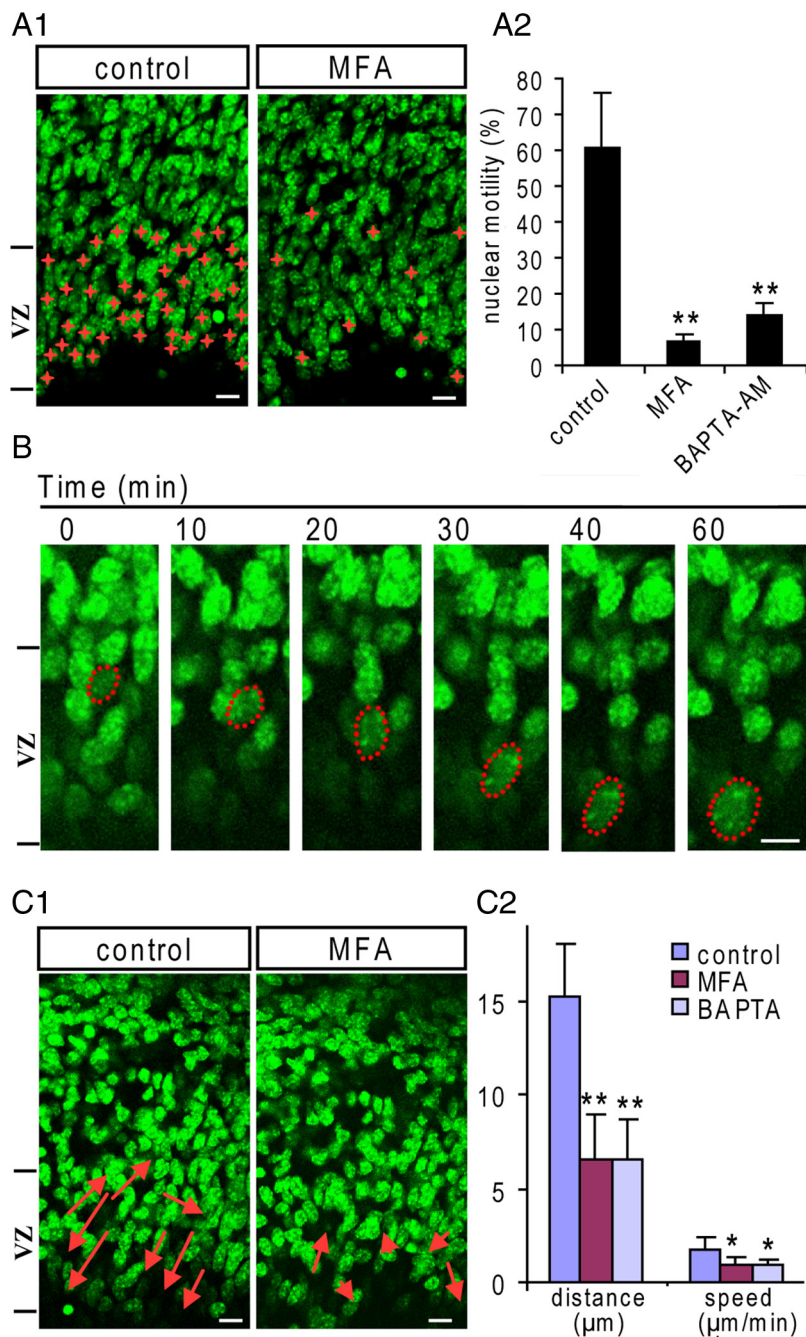 A1
control
MFA
VZ
A2
nuclear motility (%)
80
70
60
50
40
30
20
10
0
**
**
control
MFA
BAPTA-AM
B
Time (min)
0 10 20 30 40 60
VZ
C1
control
MFA
VZ
C2
control
MFA
BAPTA
15
10
5
0
**
**
*
*
distance
(µm)
speed
(µm/min)